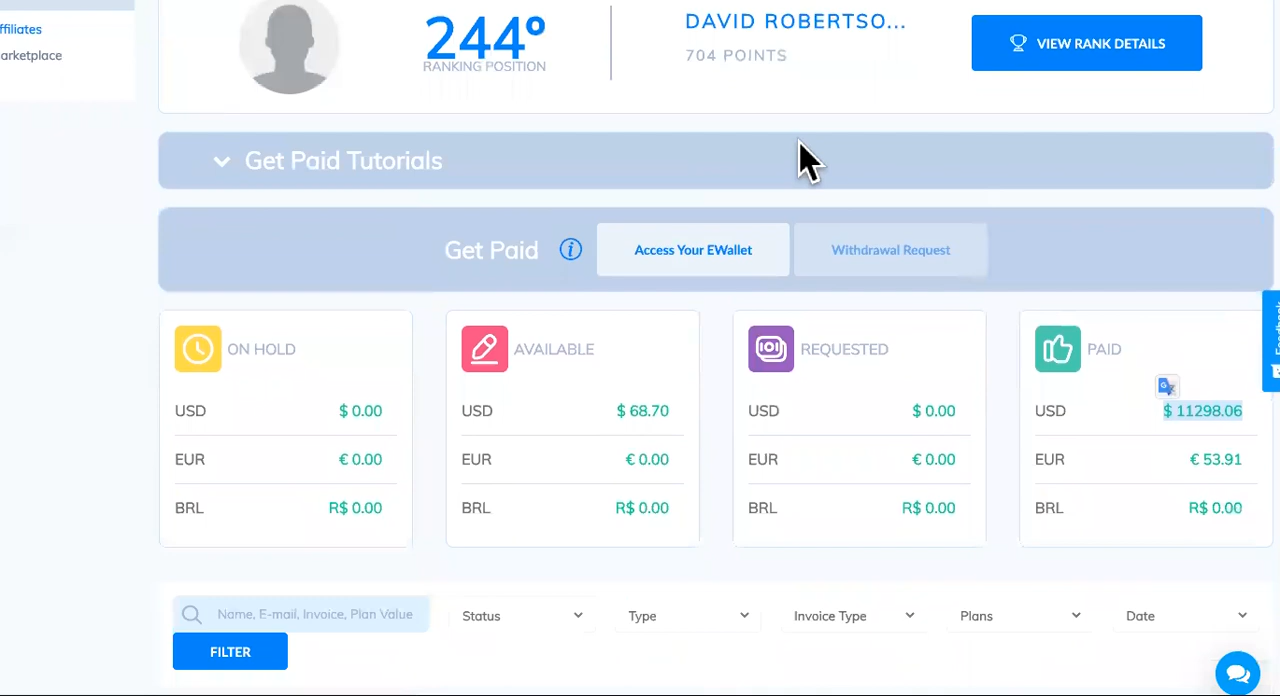 ffiliates
arketplace
244º
RANKING POSITION
DAVID ROBERTSO...
704 POINTS
VIEW RANK DETAILS
Get Paid Tutorials
Get Paid
Access Your EWallet
Withdrawal Request
ON HOLD
USD $ 0.00
EUR € 0.00
BRL R$ 0.00
AVAILABLE
USD $ 68.70
EUR € 0.00
BRL R$ 0.00
REQUESTED
USD $ 0.00
EUR € 0.00
BRL R$ 0.00
PAID
USD $ 11298.06
EUR € 53.91
BRL R$ 0.00
Name, E-mail, Invoice, Plan Value
Status
Type
Invoice Type
Plans
Date
FILTER